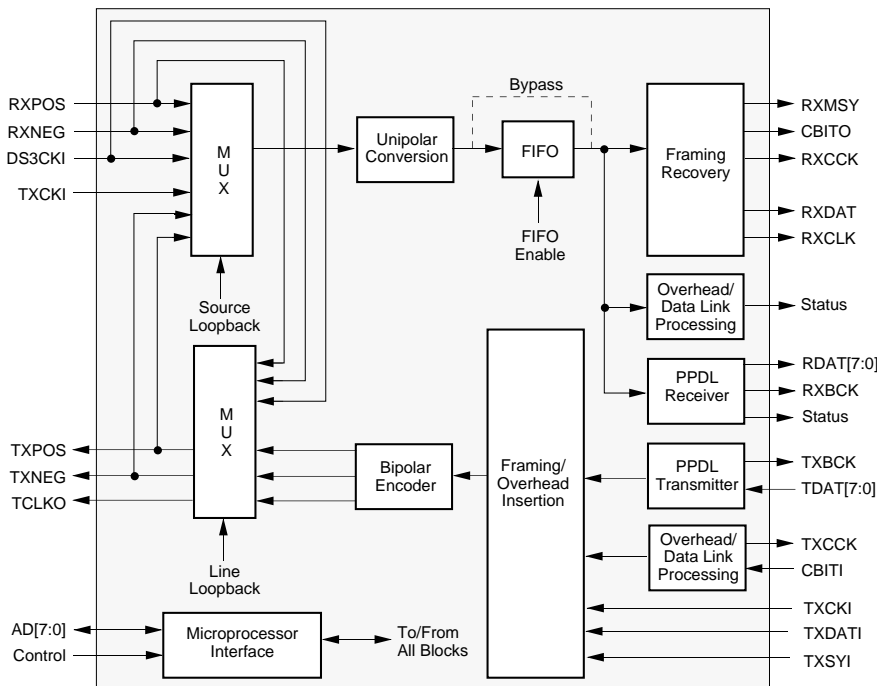 Bypass
RXPOS
RXNEG
DS3CKI
TXCKI
M
U
X
Unipolar
Conversion
FIFO
Framing
Recovery
RXMSY
CBITO
RXCCK
RXDAT
RXCLK
FIFO
Enable
Source
Loopback
Overhead/
Data Link
Processing
Status
PPDL
Receiver
RDAT[7:0]
RXBCK
Status
M
U
X
TXPOS
TXNEG
TCLKO
Bipolar
Encoder
Framing/
Overhead
Insertion
PPDL
Transmitter
TXBCK
TDAT[7:0]
Overhead/
Data Link
Processing
TXCCK
CBITI
Line
Loopback
TXCKI
TXDATI
TXSYI
AD[7:0]
Control
Microprocessor
Interface
To/From
All Blocks